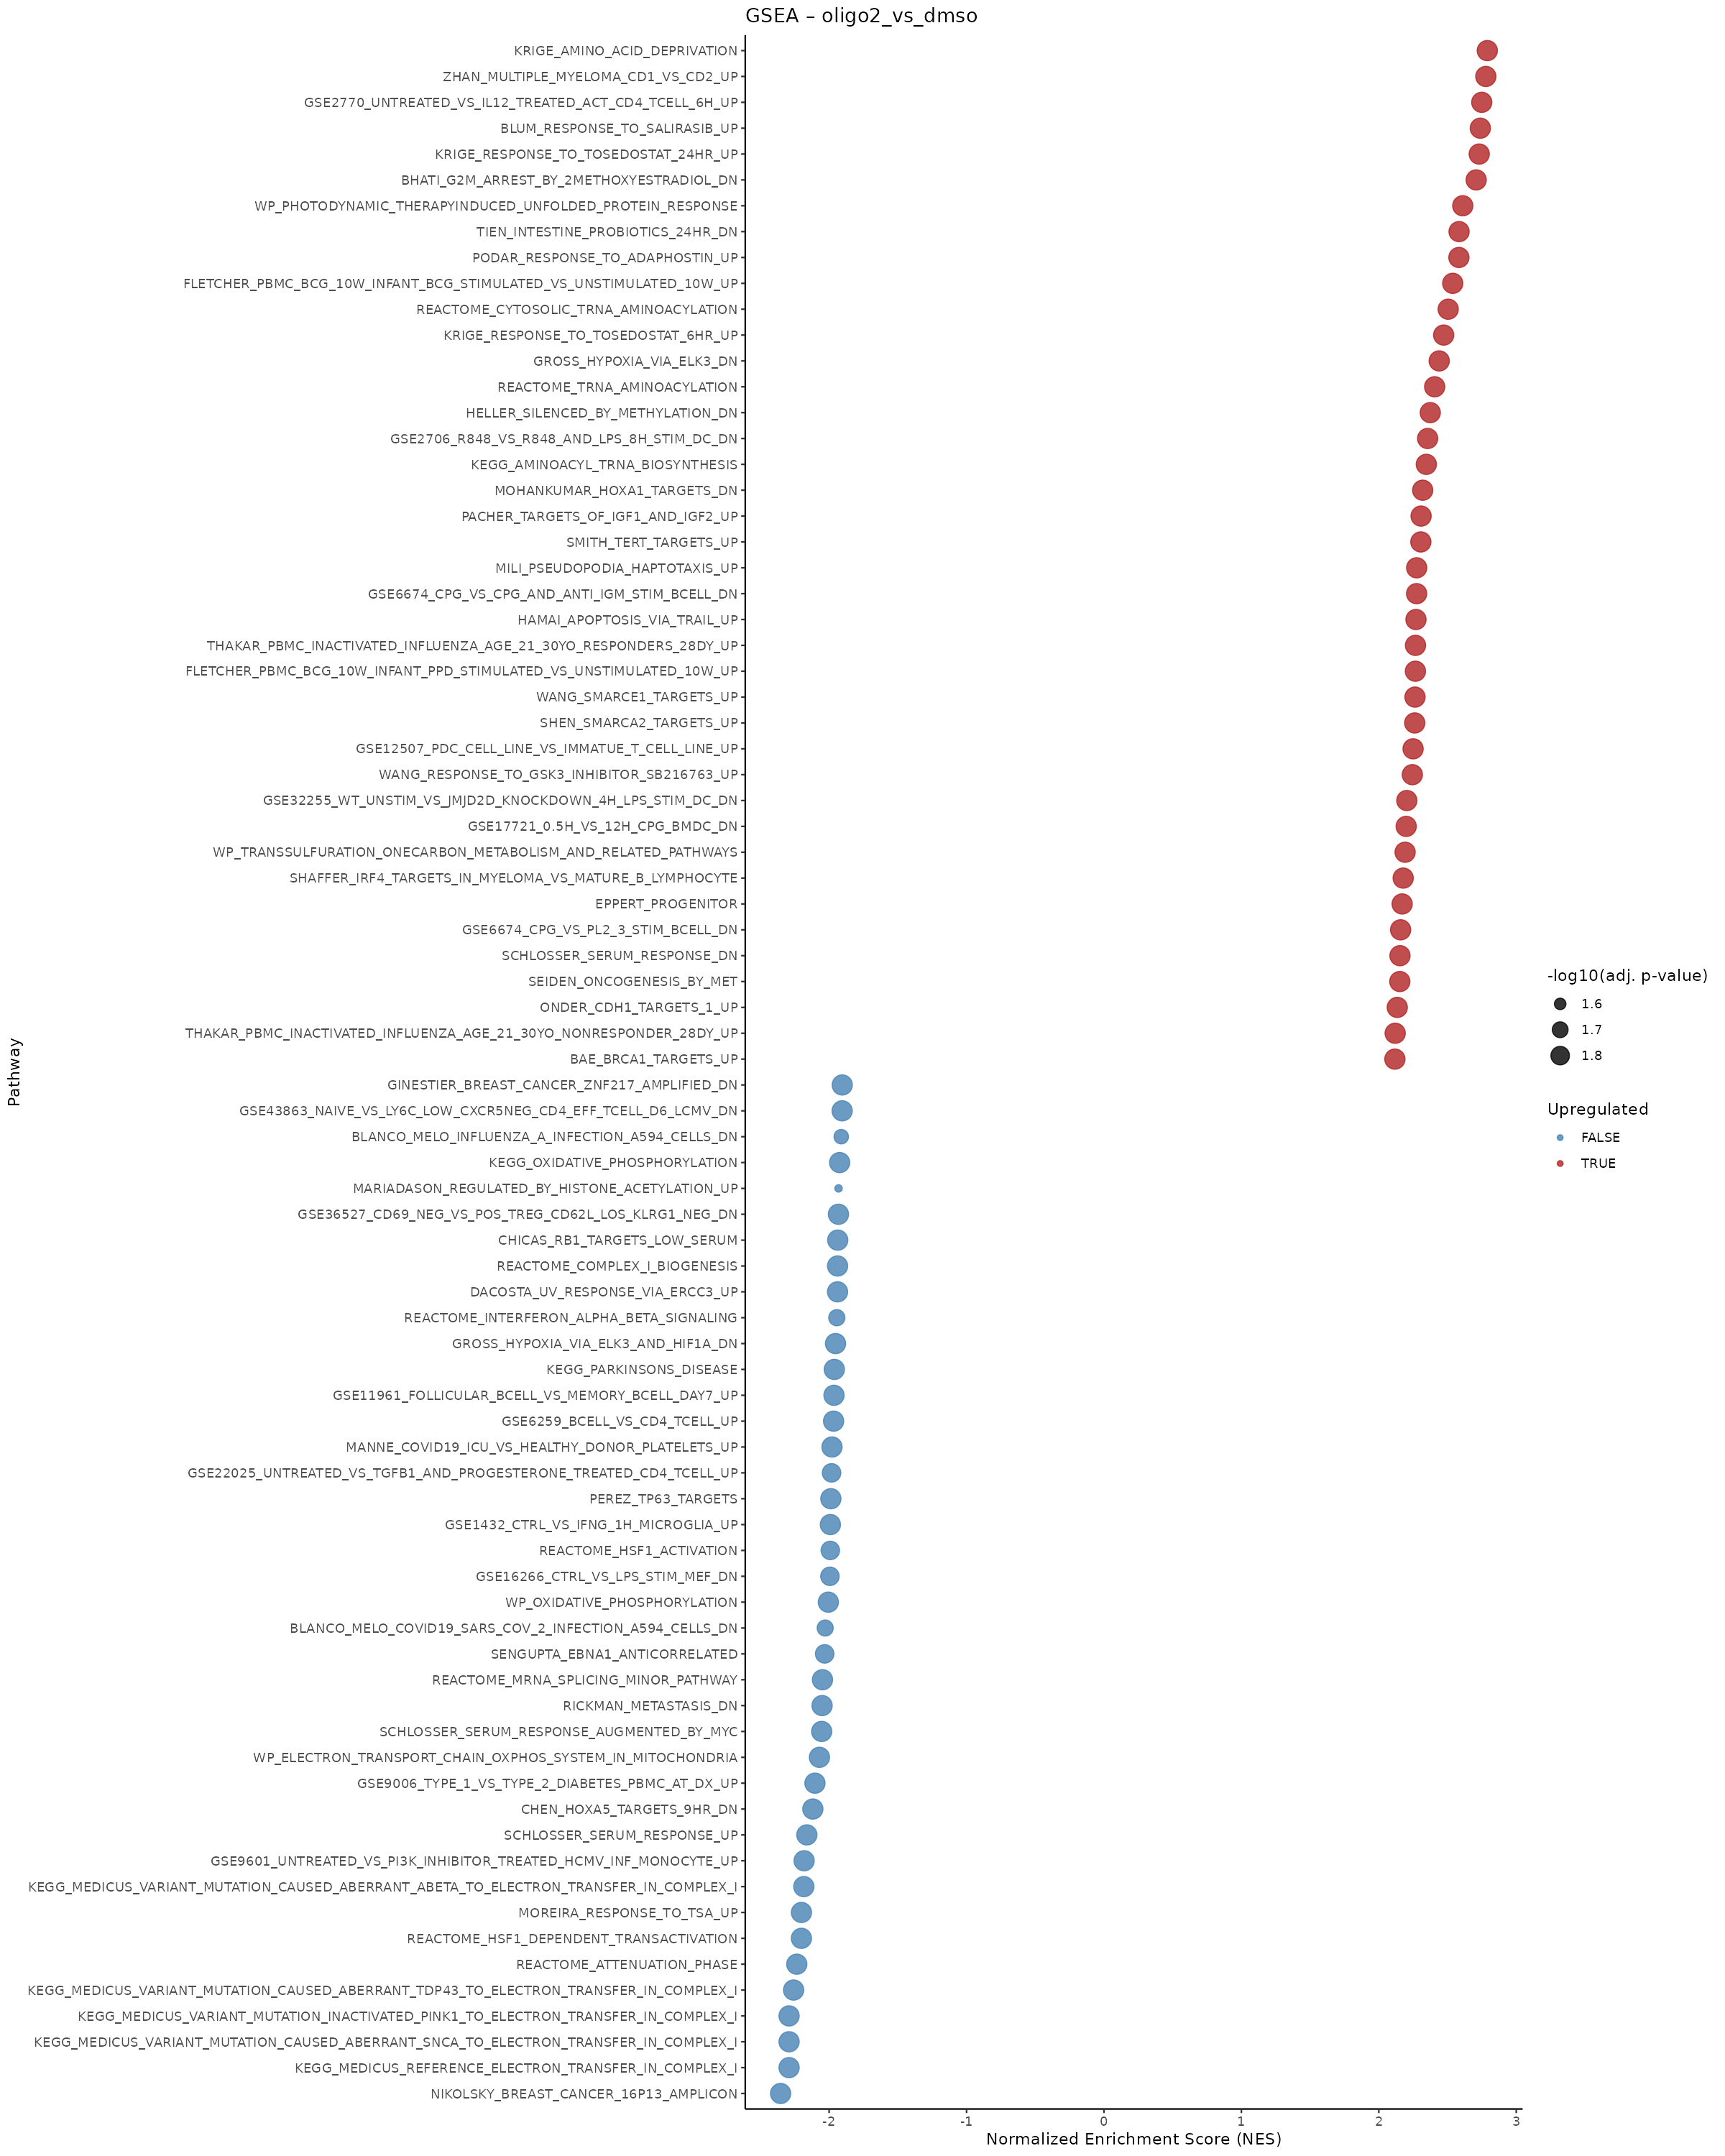 GSEA – oligo2_vs_dmso
Pathway
KRIGE_AMINO_ACID_DEPRIVATION
ZHAN_MULTIPLE_MYELOMA_CD1_VS_CD2_UP
GSE2770_UNTREATED_VS_IL12_TREATED_ACT_CD4_TCELL_6H_UP
BLUM_RESPONSE_TO_SALIRASIB_UP
KRIGE_RESPONSE_TO_TOSEDOSTAT_24HR_UP
BHATI_G2M_ARREST_BY_2METHOXYESTRADIOL_DN
WP_PHOTODYNAMIC_THERAPYINDUCED_UNFOLDED_PROTEIN_RESPONSE
TIEN_INTESTINE_PROBIOTICS_24HR_DN
PODAR_RESPONSE_TO_ADAPHOSTIN_UP
FLETCHER_PBMC_BCG_10W_INFANT_BCG_STIMULATED_VS_UNSTIMULATED_10W_UP
REACTOME_CYTOSOLIC_TRNA_AMINOACYLATION
KRIGE_RESPONSE_TO_TOSEDOSTAT_6HR_UP
GROSS_HYPOXIA_VIA_ELK3_DN
REACTOME_TRNA_AMINOACYLATION
HELLER_SILENCED_BY_METHYLATION_DN
GSE2706_R848_VS_R848_AND_LPS_8H_STIM_DC_DN
KEGG_AMINOACYL_TRNA_BIOSYNTHESIS
MOHANKUMAR_HOXA1_TARGETS_DN
PACHER_TARGETS_OF_IGF1_AND_IGF2_UP
SMITH_TERT_TARGETS_UP
MILI_PSEUDOPODIA_HAPTOTAXIS_UP
GSE6674_CPG_VS_CPG_AND_ANTI_IGM_STIM_BCELL_DN
HAMAI_APOPTOSIS_VIA_TRAIL_UP
THAKAR_PBMC_INACTIVATED_INFLUENZA_AGE_21_30YO_RESPONDERS_28DY_UP
FLETCHER_PBMC_BCG_10W_INFANT_PPD_STIMULATED_VS_UNSTIMULATED_10W_UP
WANG_SMARCE1_TARGETS_UP
SHEN_SMARCA2_TARGETS_UP
GSE12507_PDC_CELL_LINE_VS_IMMATUE_T_CELL_LINE_UP
WANG_RESPONSE_TO_GSK3_INHIBITOR_SB216763_UP
GSE32255_WT_UNSTIM_VS_JMJD2D_KNOCKDOWN_4H_LPS_STIM_DC_DN
GSE17721_0.5H_VS_12H_CPG_BMDC_DN
WP_TRANSSULFURATION_ONECARBON_METABOLISM_AND_RELATED_PATHWAYS
SHAFFER_IRF4_TARGETS_IN_MYELOMA_VS_MATURE_B_LYMPHOCYTE
EPPERT_PROGENITOR
GSE6674_CPG_VS_PL2_3_STIM_BCELL_DN
SCHLOSSER_SERUM_RESPONSE_DN
SEIDEN_ONCOGENESIS_BY_MET
ONDER_CDH1_TARGETS_1_UP
THAKAR_PBMC_INACTIVATED_INFLUENZA_AGE_21_30YO_NONRESPONDER_28DY_UP
BAE_BRCA1_TARGETS_UP
GINESTIER_BREAST_CANCER_ZNF217_AMPLIFIED_DN
GSE43863_NAIVE_VS_LY6C_LOW_CXCR5NEG_CD4_EFF_TCELL_D6_LCMV_DN
BLANCO_MELO_INFLUENZA_A_INFECTION_A594_CELLS_DN
KEGG_OXIDATIVE_PHOSPHORYLATION
MARIADASON_REGULATED_BY_HISTONE_ACETYLATION_UP
GSE36527_CD69_NEG_VS_POS_TREG_CD62L_LOS_KLRG1_NEG_DN
CHICAS_RB1_TARGETS_LOW_SERUM
REACTOME_COMPLEX_I_BIOGENESIS
DACOSTA_UV_RESPONSE_VIA_ERCC3_UP
REACTOME_INTERFERON_ALPHA_BETA_SIGNALING
GROSS_HYPOXIA_VIA_ELK3_AND_HIF1A_DN
KEGG_PARKINSONS_DISEASE
GSE11961_FOLLICULAR_BCELL_VS_MEMORY_BCELL_DAY7_UP
GSE6259_BCELL_VS_CD4_TCELL_UP
MANNE_COVID19_ICU_VS_HEALTHY_DONOR_PLATELETS_UP
GSE22025_UNTREATED_VS_TGFB1_AND_PROGESTERONE_TREATED_CD4_TCELL_UP
PEREZ_TP63_TARGETS
GSE1432_CTRL_VS_IFNG_1H_MICROGLIA_UP
REACTOME_HSF1_ACTIVATION
GSE16266_CTRL_VS_LPS_STIM_MEF_DN
WP_OXIDATIVE_PHOSPHORYLATION
BLANCO_MELO_COVID19_SARS_COV_2_INFECTION_A594_CELLS_DN
SENGUPTA_EBNA1_ANTICORRELATED
REACTOME_MRNA_SPLICING_MINOR_PATHWAY
RICKMAN_METASTASIS_DN
SCHLOSSER_SERUM_RESPONSE_AUGMENTED_BY_MYC
WP_ELECTRON_TRANSPORT_CHAIN_OXPHOS_SYSTEM_IN_MITOCHONDRIA
GSE9006_TYPE_1_VS_TYPE_2_DIABETES_PBMC_AT_DX_UP
CHEN_HOXA5_TARGETS_9HR_DN
SCHLOSSER_SERUM_RESPONSE_UP
GSE9601_UNTREATED_VS_PI3K_INHIBITOR_TREATED_HCMV_INF_MONOCYTE_UP
KEGG_MEDICUS_VARIANT_MUTATION_CAUSED_ABERRANT_ABETA_TO_ELECTRON_TRANSFER_IN_COMPLEX_I
MOREIRA_RESPONSE_TO_TSA_UP
REACTOME_HSF1_DEPENDENT_TRANSACTIVATION
REACTOME_ATTENUATION_PHASE
KEGG_MEDICUS_VARIANT_MUTATION_CAUSED_ABERRANT_TDP43_TO_ELECTRON_TRANSFER_IN_COMPLEX_I
KEGG_MEDICUS_VARIANT_MUTATION_INACTIVATED_PINK1_TO_ELECTRON_TRANSFER_IN_COMPLEX_I
KEGG_MEDICUS_VARIANT_MUTATION_CAUSED_ABERRANT_SNCA_TO_ELECTRON_TRANSFER_IN_COMPLEX_I
KEGG_MEDICUS_REFERENCE_ELECTRON_TRANSFER_IN_COMPLEX_I
NIKOLSKY_BREAST_CANCER_16P13_AMPLICON
-2 -1 0 1 2 3
Normalized Enrichment Score (NES)
-log10(adj. p-value)
1.6
1.7
1.8
Upregulated
FALSE
TRUE